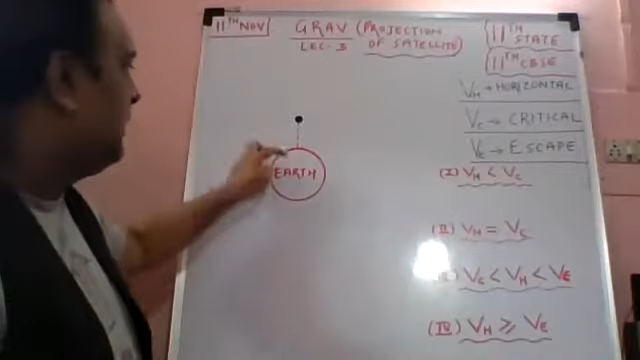 11TH NOV
GRAV (PROJECTION
LEC-3 OF SATELLITE)
11TH STATE
11TH CBSE
VH → HORIZONTAL
VC → CRITICAL
VE → ESCAPE
EARTH
(I) VH < VC
(II) VH = VC
VC < VH < VE
(IV) VH ≥ VE